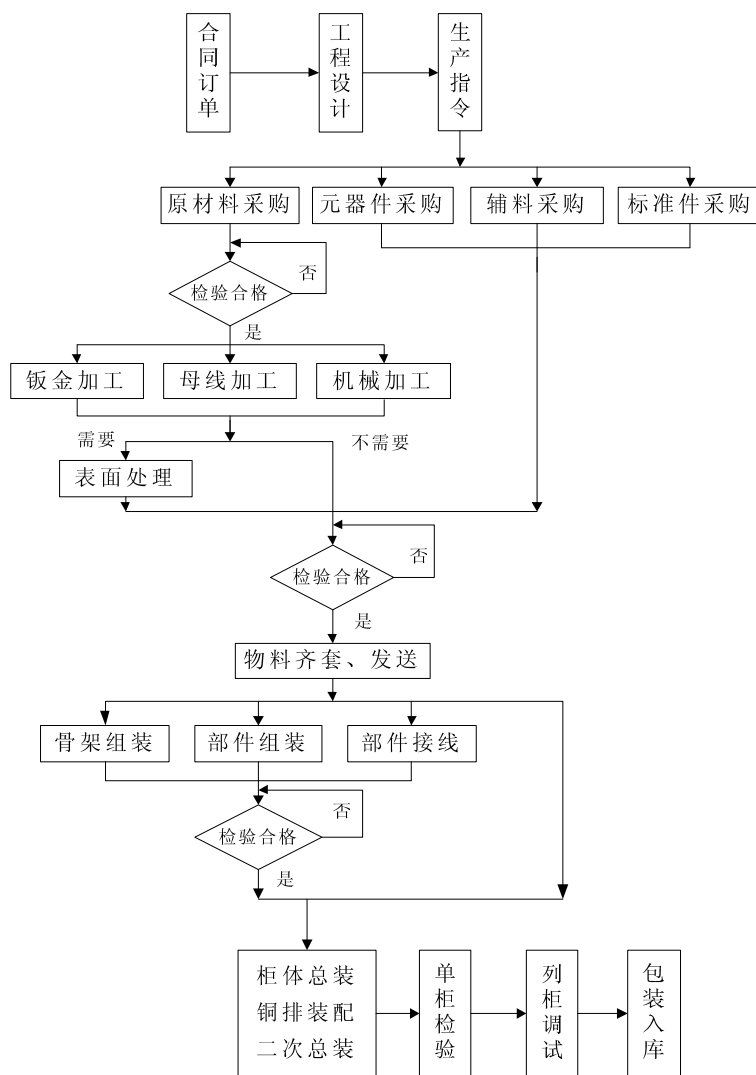 合同订单
工程设计
生产指令
原材料采购
元器件采购
辅料采购
标准件采购
否
检验合格
是
钣金加工
母线加工
机械加工
需要
不需要
表面处理
否
检验合格
是
物料齐套、发送
骨架组装
部件组装
部件接线
否
检验合格
是
柜体总装
铜排装配
二次总装
单柜检验
列柜调试
包装入库